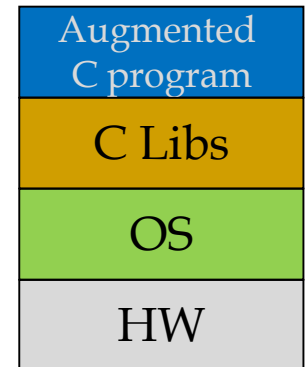 Augmented
C program
C Libs
OS
HW